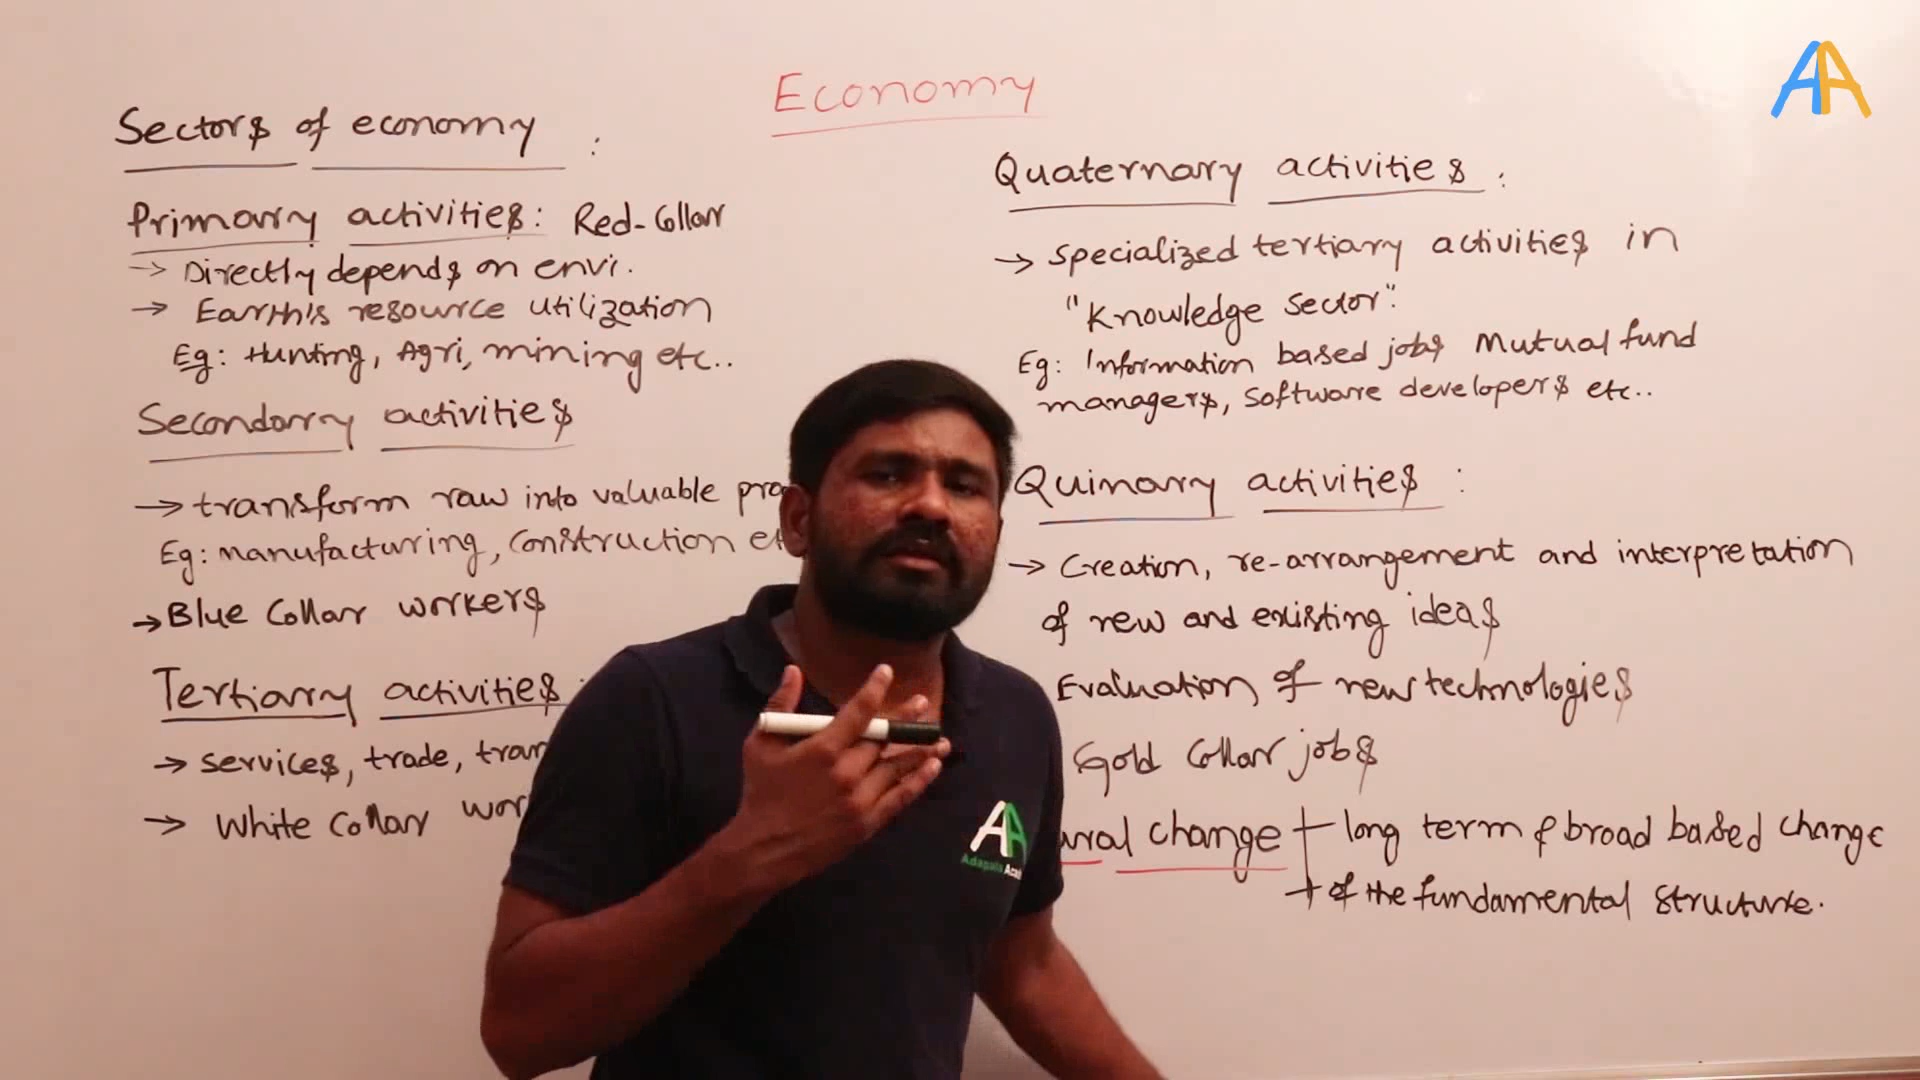 Economy
Sectors of economy :
Primary activities: Red-Collar
→ Directly depends on envi.
→ Earth's resource utilization
Eg: Hunting, Agri, mining etc..
Secondary activities
→ transform raw into valuable
Eg: manufacturing, construction
→ Blue Collar workers
Tertiary activities :
→ services, trade,
→ White Collar
Quaternary activities :
→ Specialized tertiary activities in
"Knowledge sector".
Eg: Information based jobs Mutual fund
managers, Software developers etc..
Quinary activities :
→ Creation, re-arrangement and interpretation
of new and existing ideas
Evaluation of new technologies
Gold Collar jobs
change long term & broad based change
→ of the fundamental structure.
AA
AA
Adapala